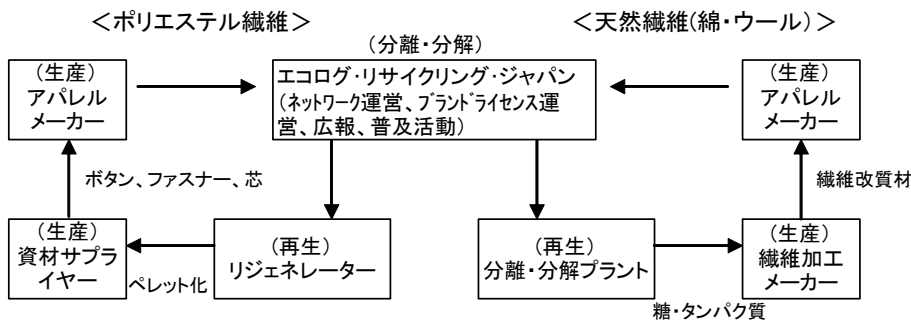 ＜ポリエステル繊維＞
＜天然繊維(綿・ウール)＞
（分離・分解）
（生産）
アパレル
メーカー
エコログ・リサイクリング・ジャパン
(ネットワーク運営、ブランドライセンス運
営、広報、普及活動)
（生産）
アパレル
メーカー
ボタン、ファスナー、芯
繊維改質材
（生産）
資材サプラ
イヤー
（再生）
リジェネレーター
（再生）
分離・分解プラント
（生産）
繊維加工
メーカー
ペレット化
糖・タンパク質